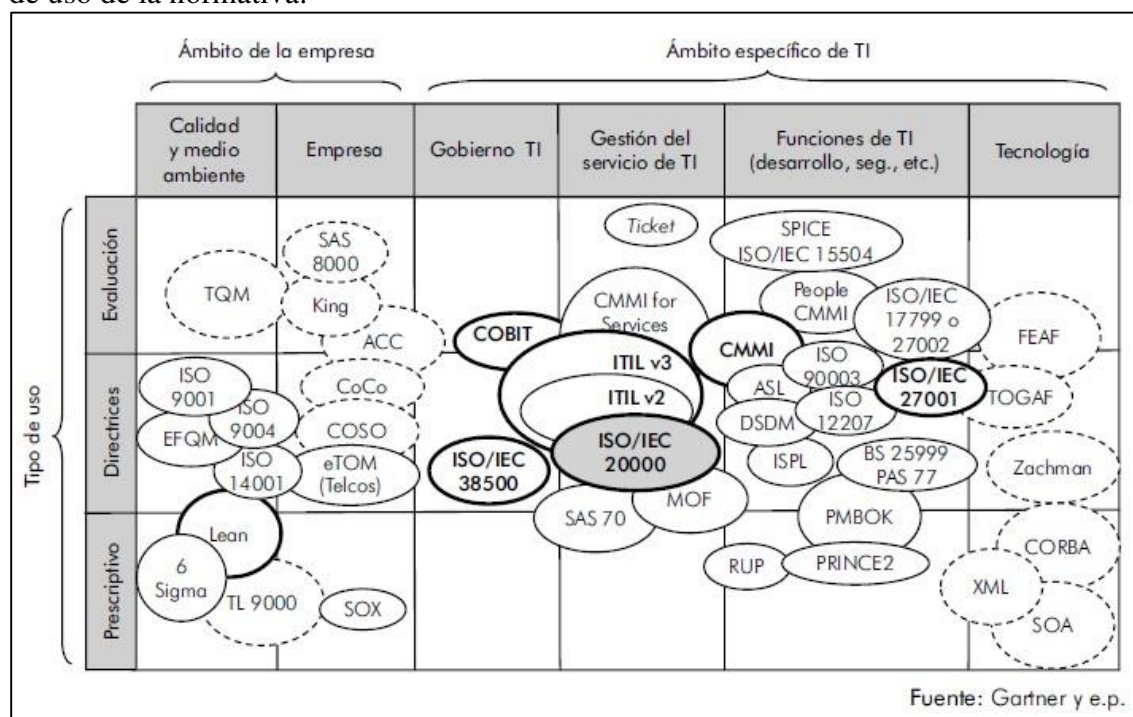 de uso de la normativa.
Ámbito de la empresa
Ámbito específico de TI
Calidad
y medio
ambiente
Empresa
Gobierno TI
Gestión del
servicio de TI
Funciones de TI
(desarrollo, seg., etc.)
Tecnología
Tipo de uso
Evaluación
TQM
SAS
8000
King
ACC
COBIT
Ticket
CMMI for
Services
SPICE
ISO/IEC 15504
People
CMMI
ISO/IEC
17799 o
27002
CMMI
FEAF
Directrices
ISO
9001
EFQM
ISO
9004
ISO
14001
CoCo
COSO
eTOM
(Telcos)
ISO/IEC
38500
ITIL v3
ITIL v2
ISO/IEC
20000
MOF
SAS 70
ASL
ISO
90003
DSDM
ISO
12207
ISO/IEC
27001
ISPL
BS 25999
PAS 77
TOGAF
Zachman
Prescriptivo
Lean
6
Sigma
TL 9000
SOX
PMBOK
RUP
PRINCE2
CORBA
XML
SOA
Fuente: Gartner y e.p.